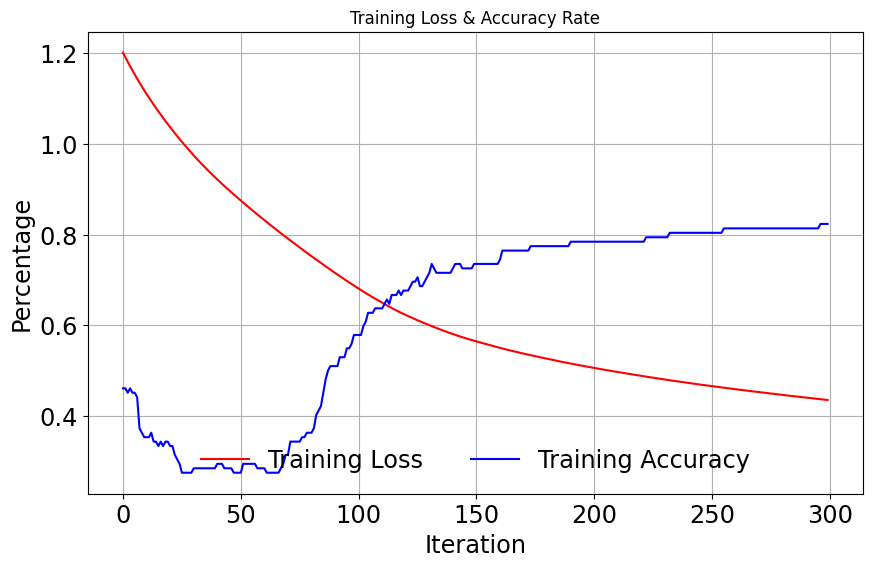 Training Loss & Accuracy Rate
1.2
1.0
0.8
0.6
0.4
Percentage
Training Loss
Training Accuracy
0 50 100 150 200 250 300
Iteration